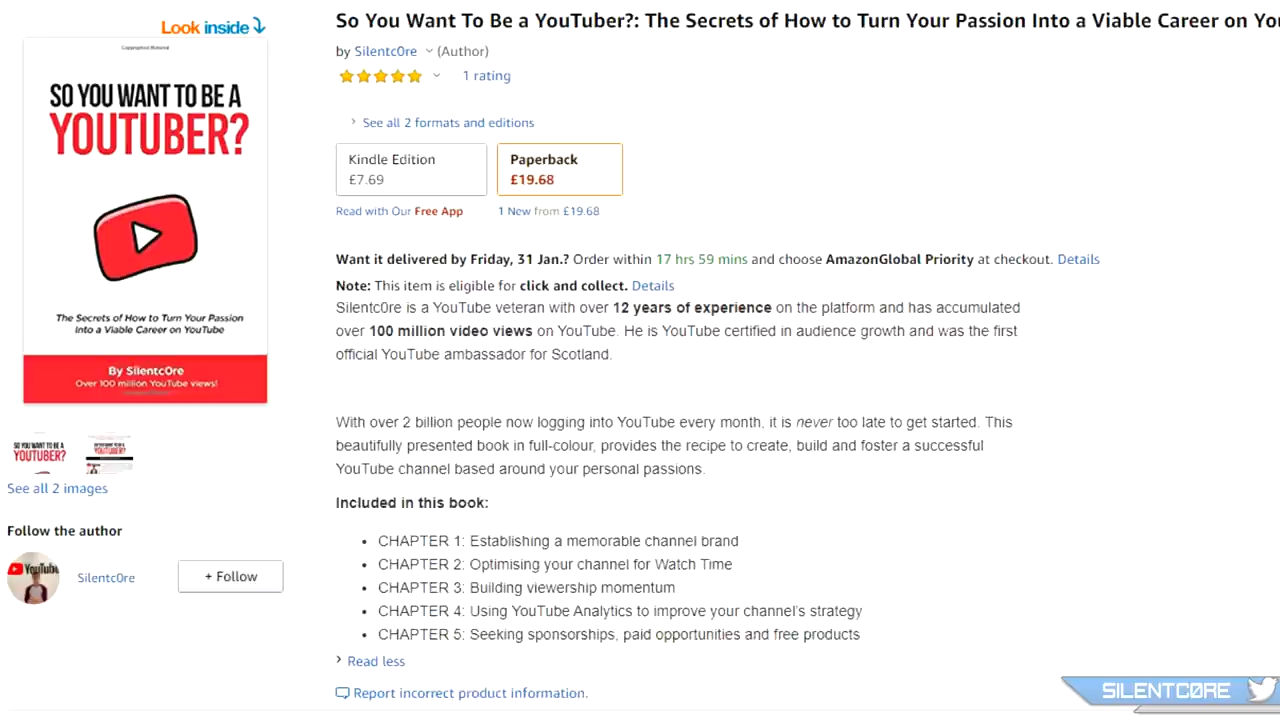 Look inside
So You Want To Be a YouTuber?: The Secrets of How to Turn Your Passion Into a Viable Career on
by Silentc0re (Author)
1 rating
SO YOU WANT TO BE A
YOUTUBER?
The Secrets of How to Turn Your Passion
Into a Viable Career on YouTube
By Silentc0re
Over 100 million YouTube views!
See all 2 images
Follow the author
YouTube
Silentc0re
+ Follow
See all 2 formats and editions
Kindle Edition
£7.69
Paperback
£19.68
Read with Our Free App
1 New from £19.68
Want it delivered by Friday, 31 Jan.? Order within 17 hrs 59 mins and choose AmazonGlobal Priority at checkout. Details
Note: This item is eligible for click and collect. Details
Silentc0re is a YouTube veteran with over 12 years of experience on the platform and has accumulated
over 100 million video views on YouTube. He is YouTube certified in audience growth and was the first
official YouTube ambassador for Scotland.
With over 2 billion people now logging into YouTube every month, it is never too late to get started. This
beautifully presented book in full-colour, provides the recipe to create, build and foster a successful
YouTube channel based around your personal passions.
Included in this book:
• CHAPTER 1: Establishing a memorable channel brand
• CHAPTER 2: Optimising your channel for Watch Time
• CHAPTER 3: Building viewership momentum
• CHAPTER 4: Using YouTube Analytics to improve your channel's strategy
• CHAPTER 5: Seeking sponsorships, paid opportunities and free products
Read less
Report incorrect product information.
SILENTC0RE